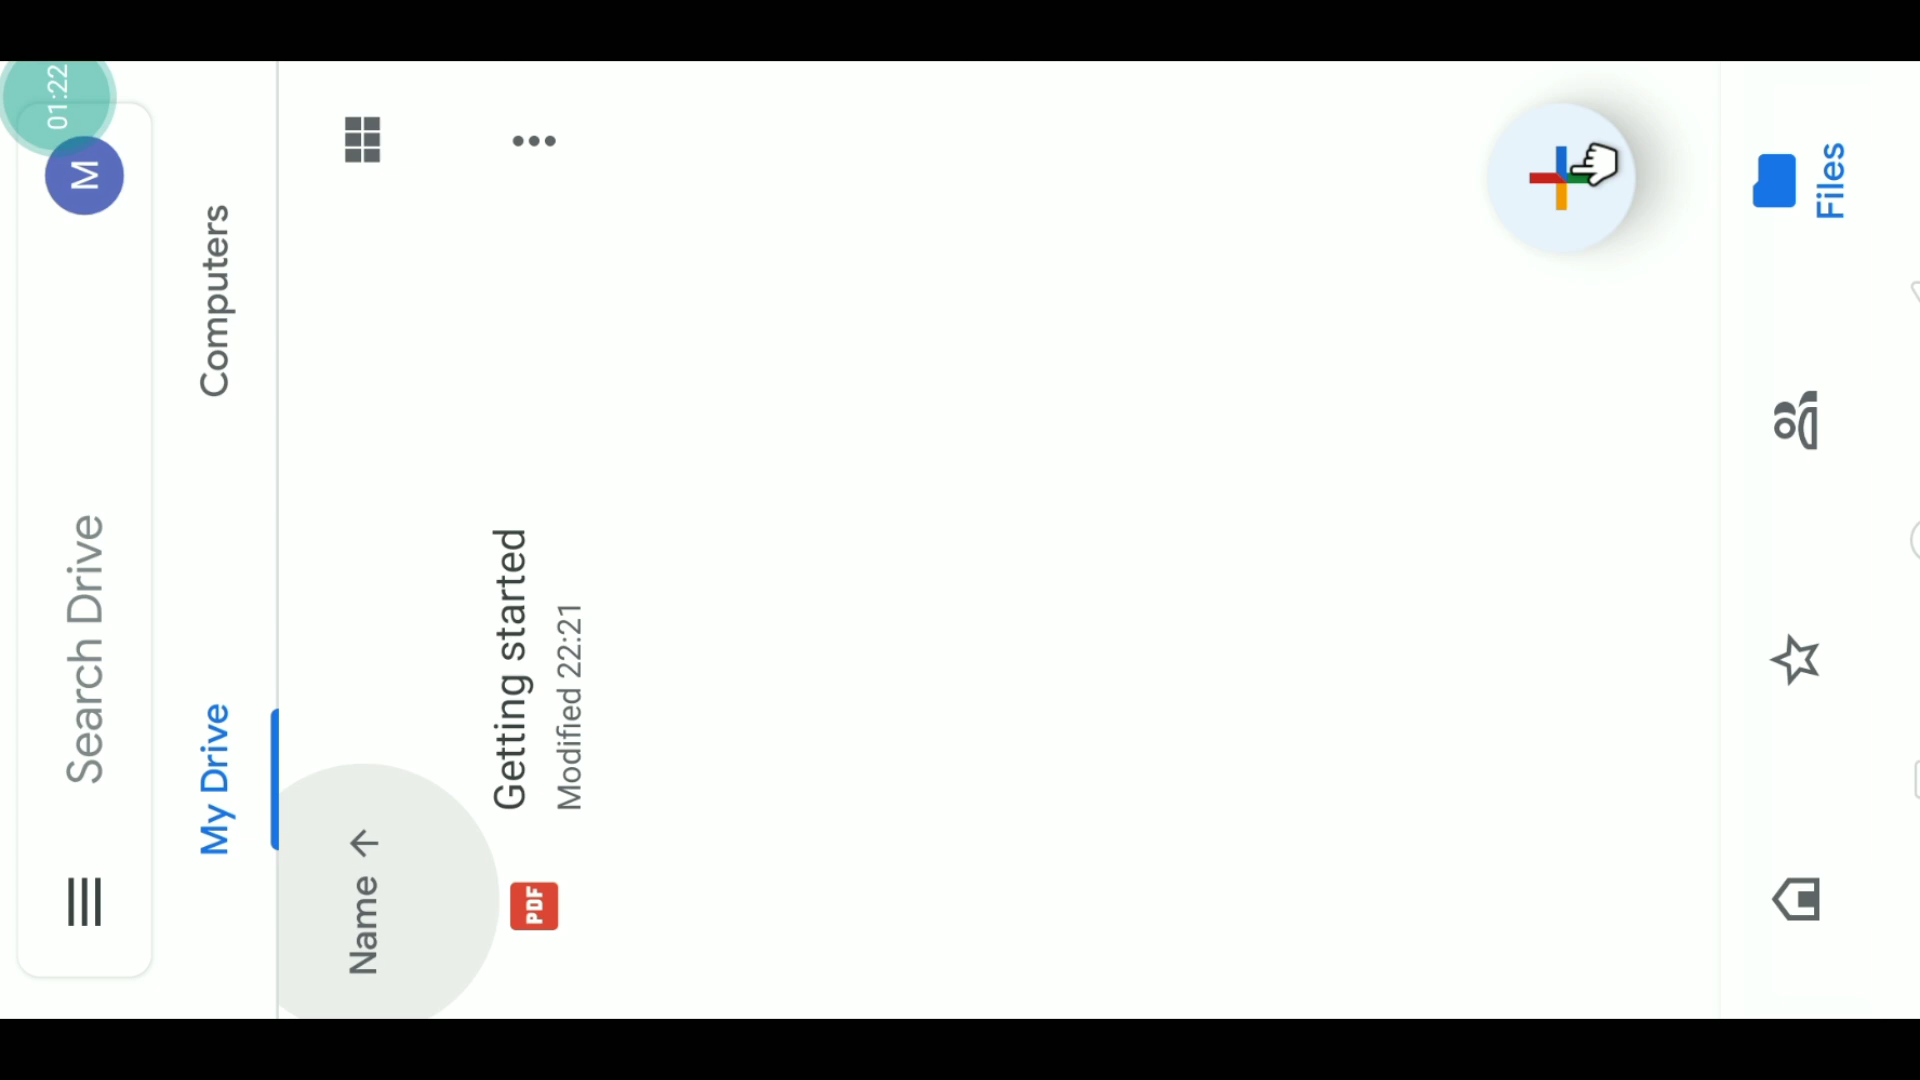 01:22
Search Drive
M
My Drive
Computers
Name
PDF
Getting started
Modified 22:21
Files